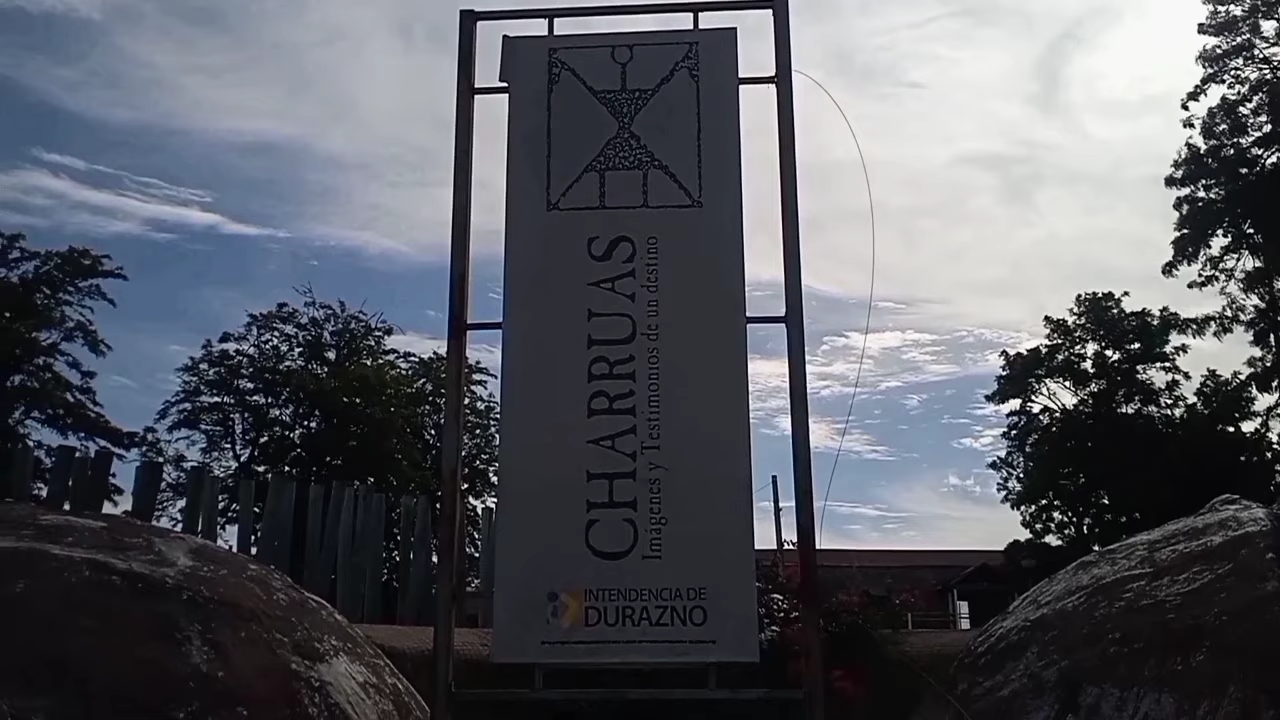 CHARRUAS
Imágenes y Testimonios de un destino
INTENDENCIA DE
DURAZNO